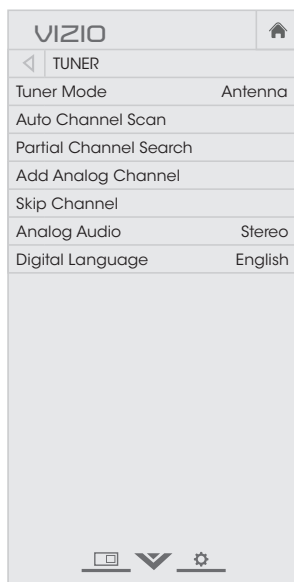 VIZIO
TUNER
Tuner Mode Antenna
Auto Channel Scan
Partial Channel Search
Add Analog Channel
Skip Channel
Analog Audio Stereo
Digital Language English